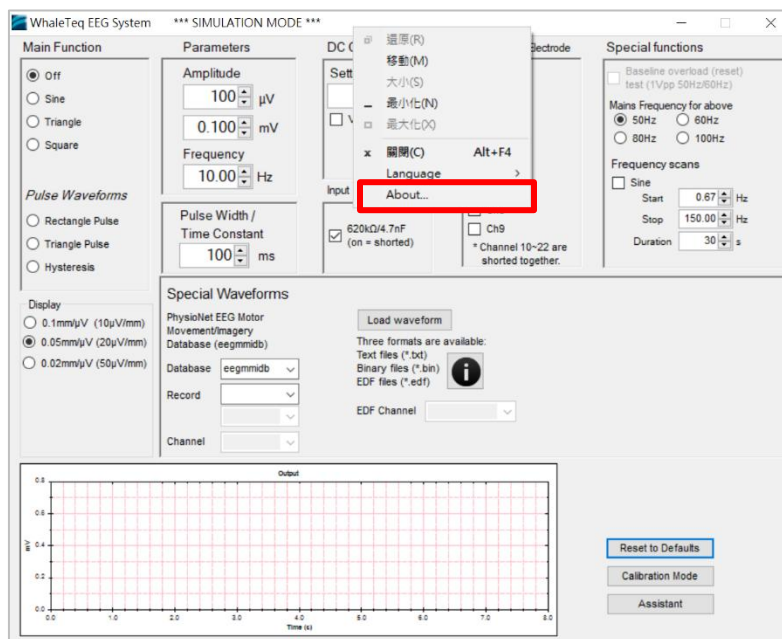 WhaleTeq EEG System *** SIMULATION MODE ***
Main Function
Off
Sine
Triangle
Square
Pulse Waveforms
Rectangle Pulse
Triangle Pulse
Hysteresis
Display
0.1mm/μV (10μV/mm)
0.05mm/μV (20μV/mm)
0.02mm/μV (50μV/mm)
Parameters
Amplitude
100 μV
0.100 mV
Frequency
10.00 Hz
Pulse Width /
Time Constant
100 ms
DC
Sett
V
Input
620kΩ/4.7nF
(on = shorted)
還原(R)
移動(M)
大小(S)
最小化(N)
最大化(X)
關閉(C) Alt+F4
Language
About...
Electrode
Ch9
* Channel 10~22 are
shorted together.
Special functions
Baseline overload (reset)
test (1Vpp 50Hz/60Hz)
Mains Frequency for above
50Hz 60Hz
80Hz 100Hz
Frequency scans
Sine
Start 0.67 Hz
Stop 150.00 Hz
Duration 30 s
Special Waveforms
PhysioNet EEG Motor
Movement/Imagery
Database (eegmmidb)
Database eegmmidb
Record
Channel
Load waveform
Three formats are available:
Text files (*.txt)
Binary files (*.bin)
EDF files (*.edf)
i
EDF Channel
Output
mV
0.8
0.6
0.4
0.2
0.0
0.0 1.0 2.0 3.0 4.0 5.0 6.0 7.0 8.0
Time (s)
Reset to Defaults
Calibration Mode
Assistant